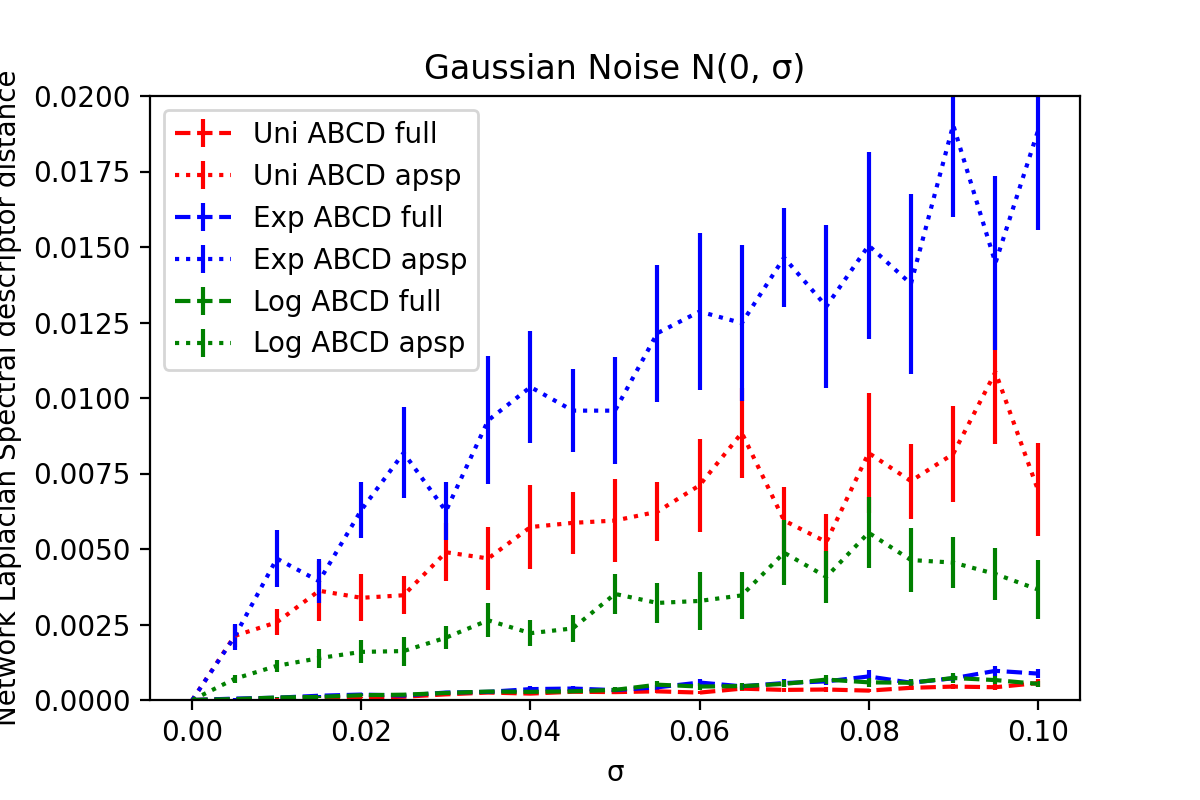 Gaussian Noise N(0, σ)
Network Laplacian Spectral descriptor distance
0.0200
0.0175
0.0150
0.0125
0.0100
0.0075
0.0050
0.0025
0.0000
Uni ABCD full
Uni ABCD apsp
Exp ABCD full
Exp ABCD apsp
Log ABCD full
Log ABCD apsp
0.00 0.02 0.04 0.06 0.08 0.10
σ